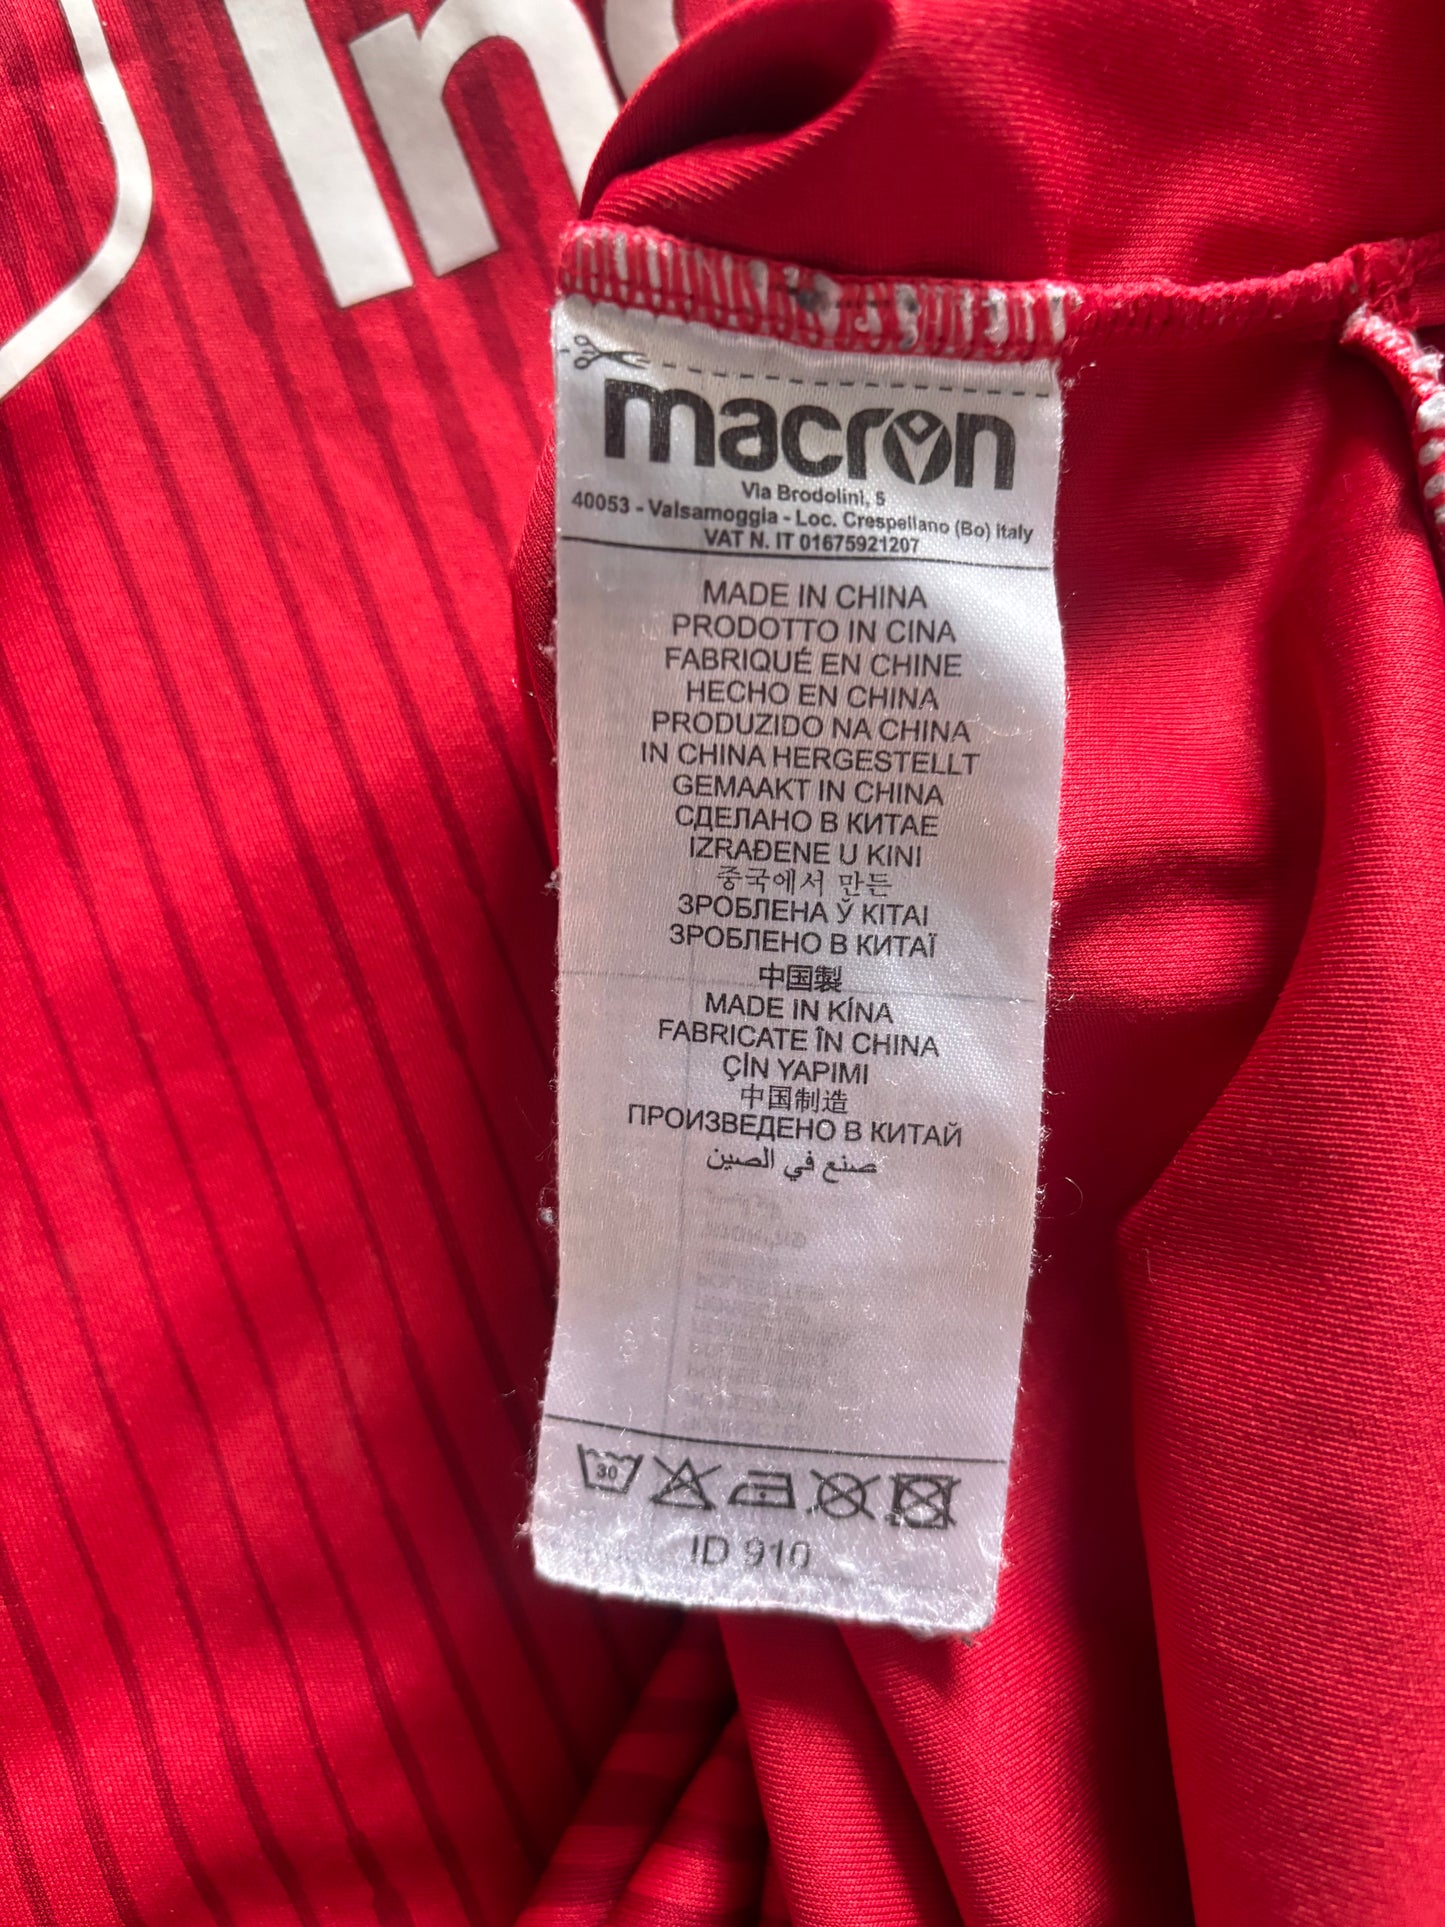 In
macron
Via Brodolini, 5
40053 - Valsamoggia - Loc. Crespellano (Bo) Italy
VAT N. IT 01675921207
MADE IN CHINA
PRODOTTO IN CINA
FABRIQUÉ EN CHINE
HECHO EN CHINA
PRODUZIDO NA CHINA
IN CHINA HERGESTELLT
GEMAAKT IN CHINA
СДЕЛАНО В КИТАЕ
IZRAĐENE U KINI
중국에서 만든
ЗРОБЛЕНА Ў KITAI
ЗРОБЛЕНО В КИТАЇ
中国製
MADE IN KÍNA
FABRICATE ÎN CHINA
ÇİN YAPIMI
中国制造
ПРОИЗВЕДЕНО В КИТАЙ
صنع في الصين
30
ID 910